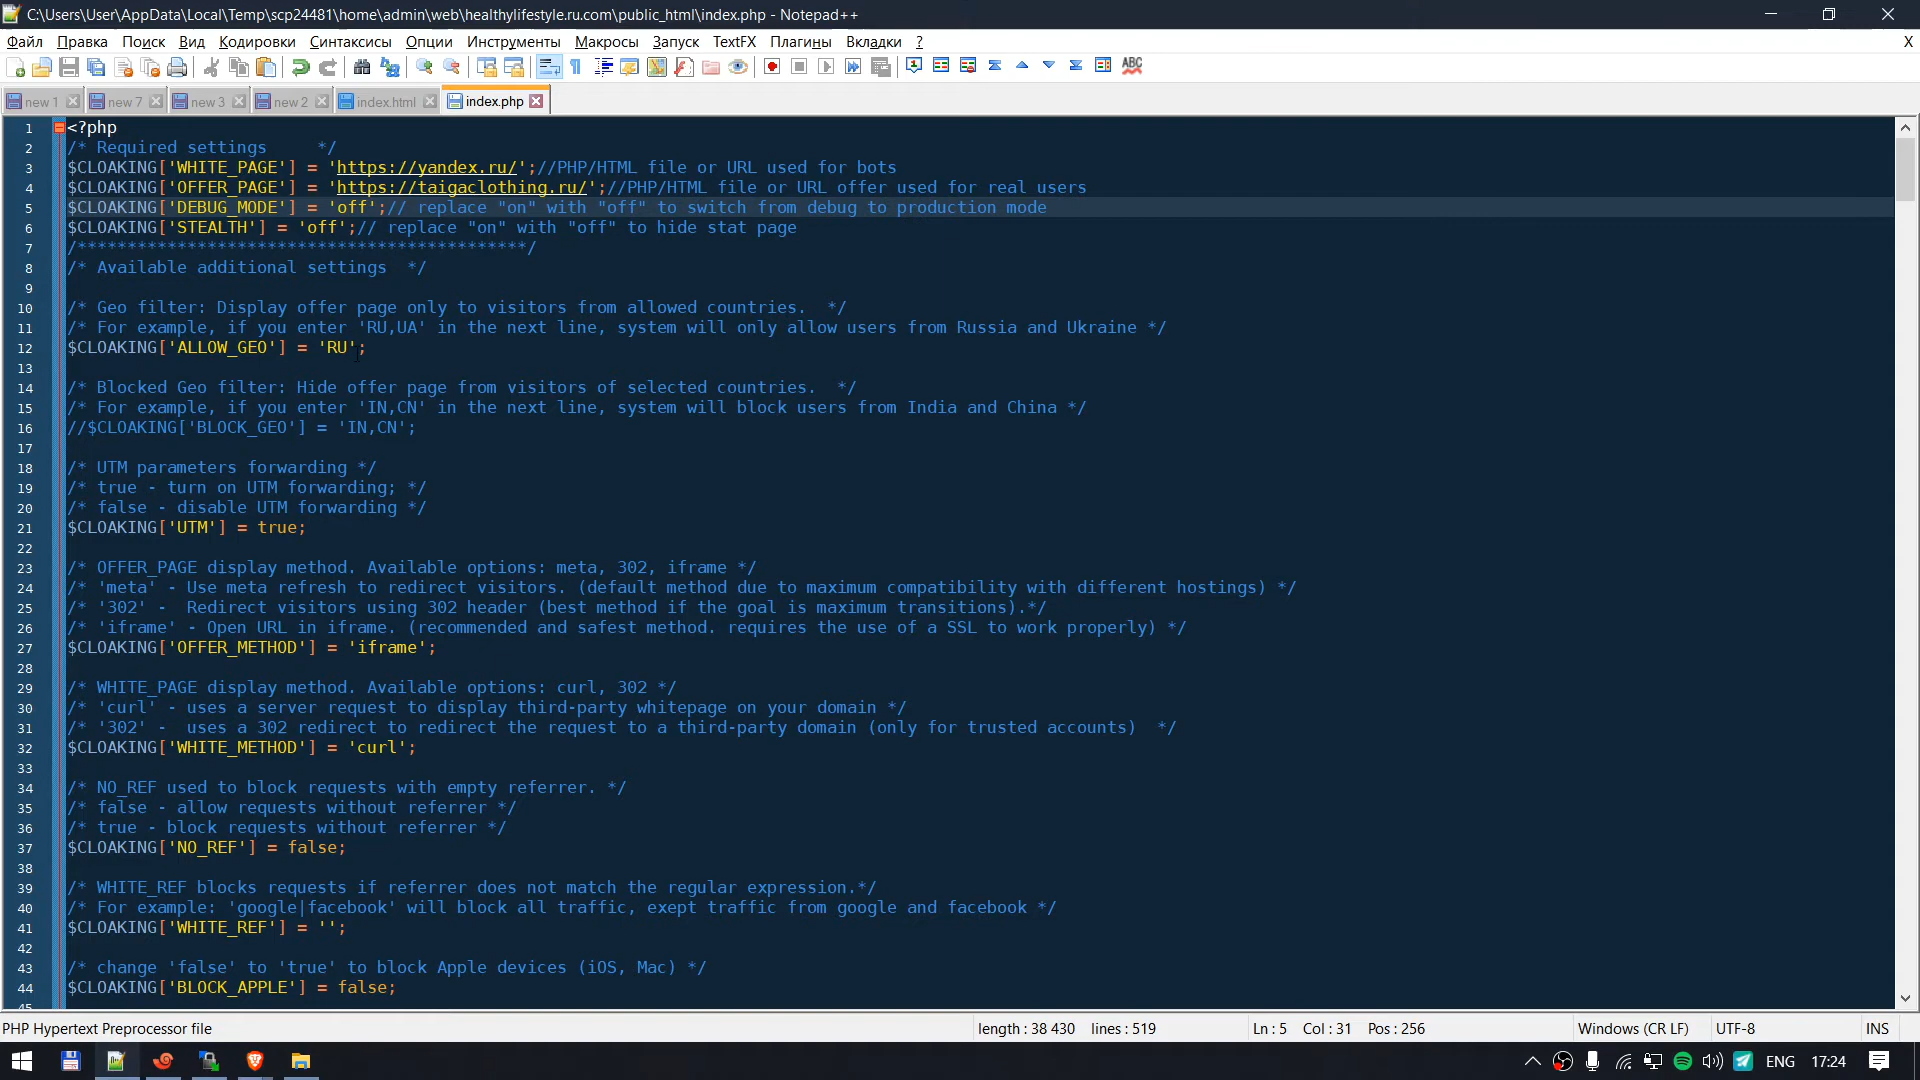 C:\Users\User\AppData\Local\Temp\scp24481\home\admin\web\healthylifestyle.ru.com\public_html\index.php - Notepad++
Файл Правка Поиск Вид Кодировки Синтаксисы Опции Инструменты Макросы Запуск TextFX Плагины Вкладки ? X
new 1 new 7 new 3 new 2 index.html index.php
1 <?php
2 /* Required settings     */
3 $CLOAKING['WHITE_PAGE'] = 'https://yandex.ru/';//PHP/HTML file or URL used for bots
4 $CLOAKING['OFFER_PAGE'] = 'https://taigaclothing.ru/';//PHP/HTML file or URL offer used for real users
5 $CLOAKING['DEBUG_MODE'] = 'off';// replace "on" with "off" to switch from debug to production mode
6 $CLOAKING['STEALTH'] = 'off';// replace "on" with "off" to hide stat page
7 /*********************************************/
8 /* Available additional settings  */
9
10 /* Geo filter: Display offer page only to visitors from allowed countries.  */
11 /* For example, if you enter 'RU,UA' in the next line, system will only allow users from Russia and Ukraine */
12 $CLOAKING['ALLOW_GEO'] = 'RU';
13
14 /* Blocked Geo filter: Hide offer page from visitors of selected countries.  */
15 /* For example, if you enter 'IN,CN' in the next line, system will block users from India and China */
16 //$CLOAKING['BLOCK_GEO'] = 'IN,CN';
17
18 /* UTM parameters forwarding */
19 /* true - turn on UTM forwarding; */
20 /* false - disable UTM forwarding */
21 $CLOAKING['UTM'] = true;
22
23 /* OFFER_PAGE display method. Available options: meta, 302, iframe */
24 /* 'meta' - Use meta refresh to redirect visitors. (default method due to maximum compatibility with different hostings) */
25 /* '302' -  Redirect visitors using 302 header (best method if the goal is maximum transitions).*/
26 /* 'iframe' - Open URL in iframe. (recommended and safest method. requires the use of a SSL to work properly) */
27 $CLOAKING['OFFER_METHOD'] = 'iframe';
28
29 /* WHITE_PAGE display method. Available options: curl, 302 */
30 /* 'curl' - uses a server request to display third-party whitepage on your domain */
31 /* '302' -  uses a 302 redirect to redirect the request to a third-party domain (only for trusted accounts)  */
32 $CLOAKING['WHITE_METHOD'] = 'curl';
33
34 /* NO_REF used to block requests with empty referrer. */
35 /* false - allow requests without referrer */
36 /* true - block requests without referrer */
37 $CLOAKING['NO_REF'] = false;
38
39 /* WHITE_REF blocks requests if referrer does not match the regular expression.*/
40 /* For example: 'google|facebook' will block all traffic, exept traffic from google and facebook */
41 $CLOAKING['WHITE_REF'] = '';
42
43 /* change 'false' to 'true' to block Apple devices (iOS, Mac) */
44 $CLOAKING['BLOCK_APPLE'] = false;
45
PHP Hypertext Preprocessor file length : 38 430 lines : 519 Ln : 5 Col : 31 Pos : 256 Windows (CR LF) UTF-8 INS
ENG 17:24